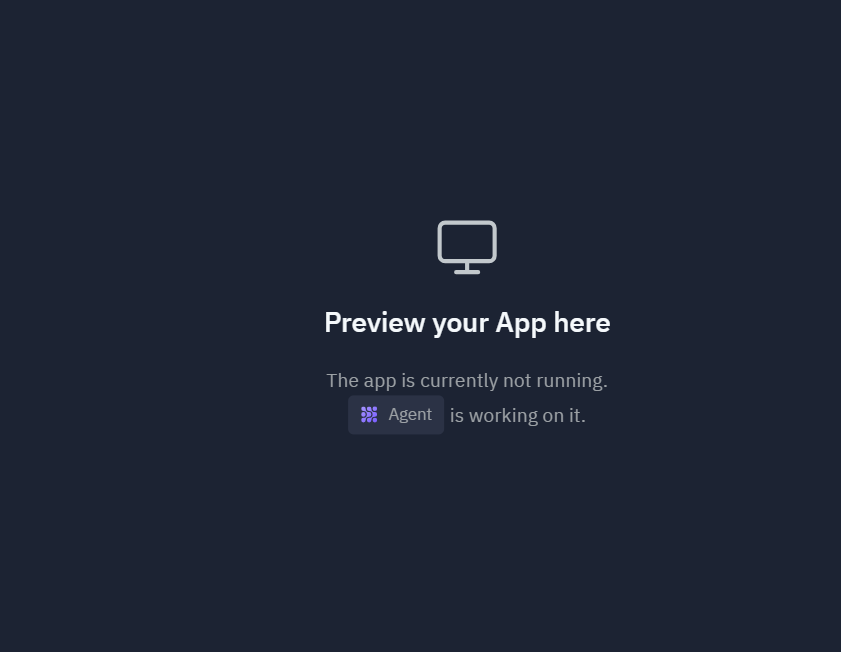 Preview your App here
The app is currently not running.
Agent is working on it.